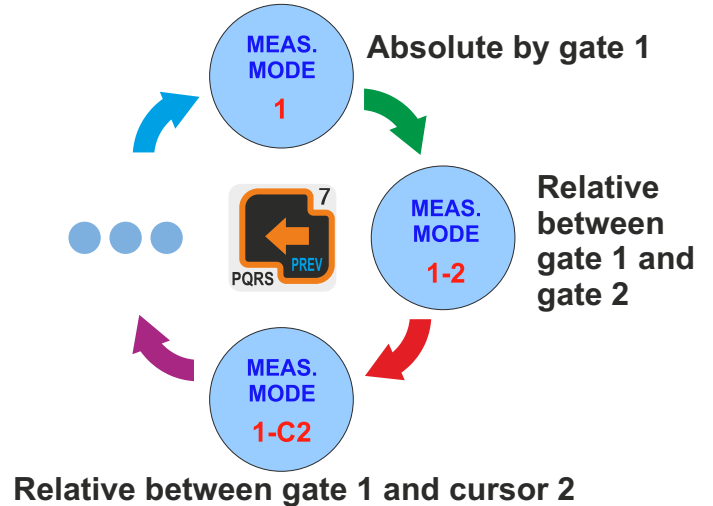 MEAS.
MODE
1
Absolute by gate 1
MEAS.
MODE
1-2
Relative
between
gate 1 and
gate 2
7
PREV
PQRS
MEAS.
MODE
1-C2
Relative between gate 1 and cursor 2